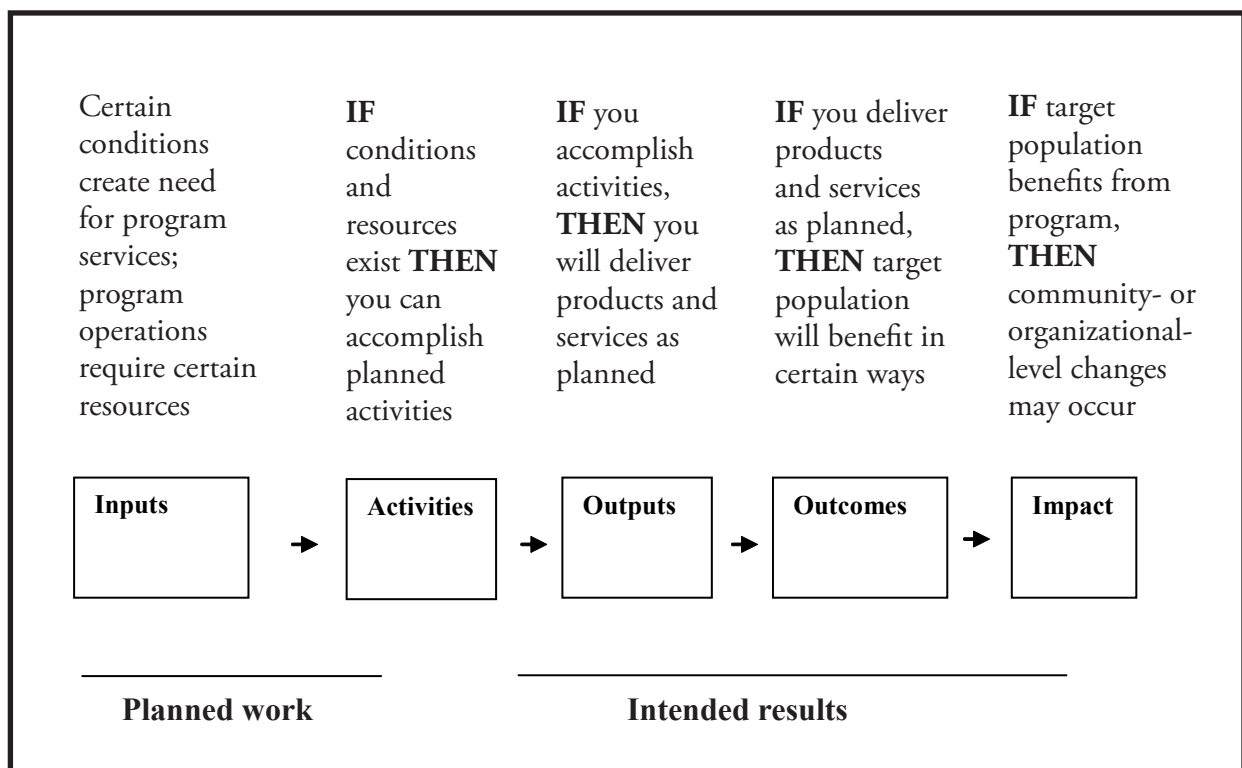 Certain
conditions
create need
for program
services;
program
operations
require certain
resources
IF
conditions
and
resources
exist THEN
you can
accomplish
planned
activities
IF you
accomplish
activities,
THEN you
will deliver
products and
services as
planned
IF you deliver
products
and services
as planned,
THEN target
population
will benefit in
certain ways
IF target
population
benefits from
program,
THEN
community- or
organizational-
level changes
may occur
Inputs
Activities
Outputs
Outcomes
Impact
Planned work
Intended results